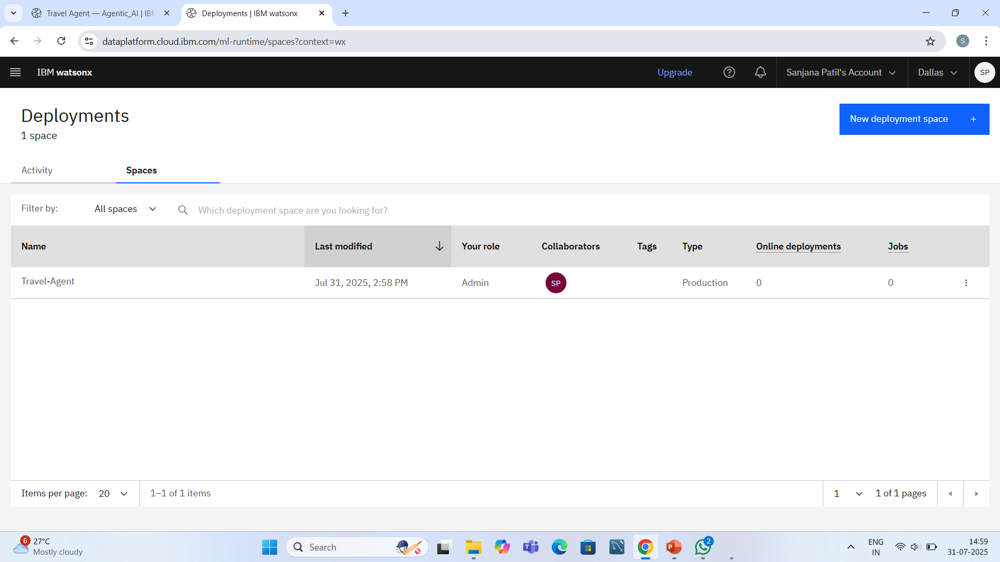 Travel Agent — Agentic_AI | IBM
Deployments | IBM watsonx
dataplatform.cloud.ibm.com/ml-runtime/spaces?context=wx
S
IBM watsonx
Upgrade
Sanjana Patil's Account
Dallas
SP
Deployments
1 space
New deployment space +
Activity
Spaces
Filter by:
All spaces
Which deployment space are you looking for?
Name Last modified Your role Collaborators Tags Type Online deployments Jobs
Travel-Agent Jul 31, 2025, 2:58 PM Admin SP Production 0 0
Items per page: 20 1–1 of 1 items 1 1 of 1 pages
6
27°C
Mostly cloudy
Search
2
ENG
IN
14:59
31-07-2025